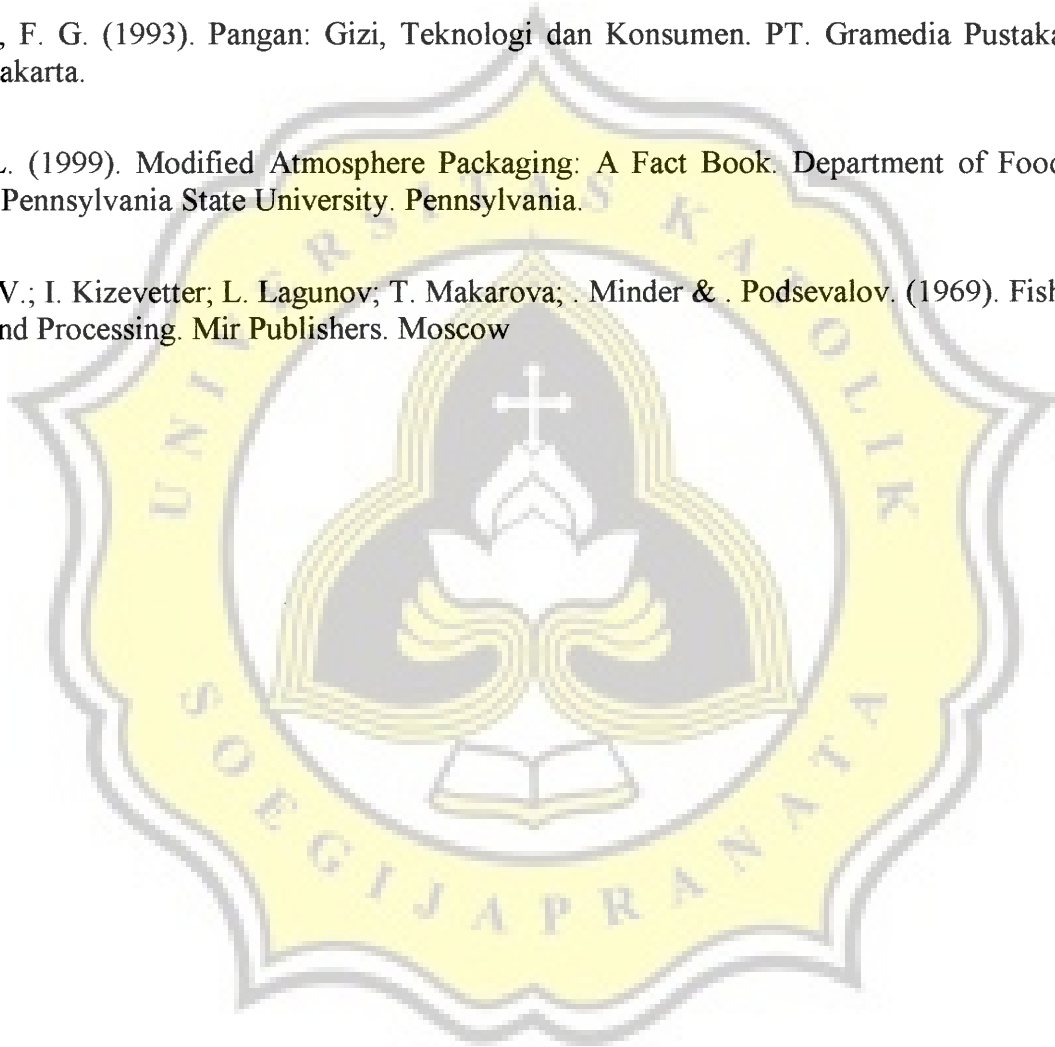 , F. G. (1993). Pangan: Gizi, Teknologi dan Konsumen. PT. Gramedia Pustaka
akarta.
L. (1999). Modified Atmosphere Packaging: A Fact Book. Department of Food
Pennsylvania State University. Pennsylvania.
V.; I. Kizevetter; L. Lagunov; T. Makarova; . Minder & . Podsevalov. (1969). Fish
nd Processing. Mir Publishers. Moscow
UNIVERSITAS KATOLIK
SOEGIJAPRANATA